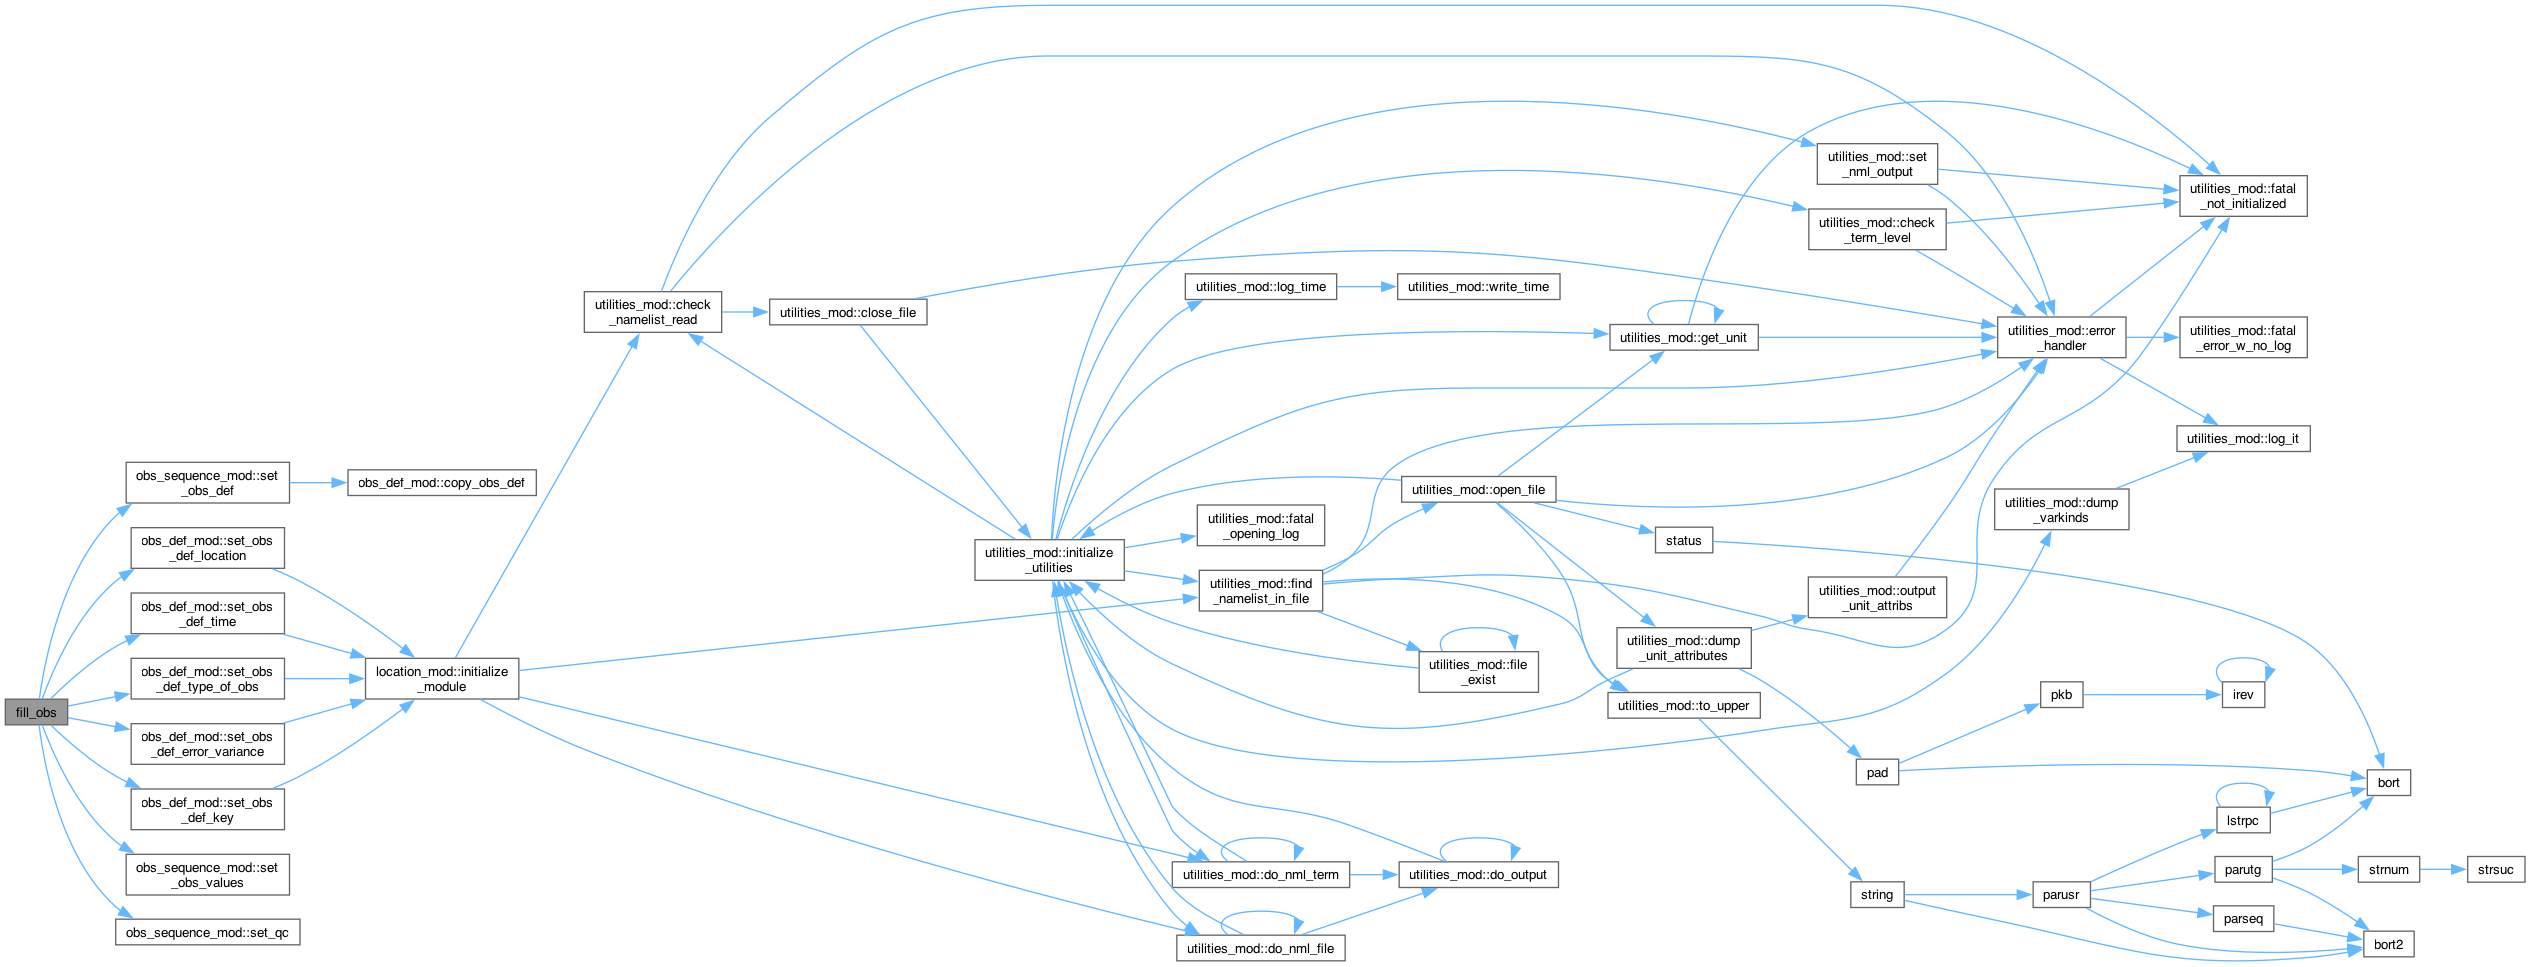 fill_obs
obs_sequence_mod::set
_obs_def
obs_def_mod::set_obs
_def_location
obs_def_mod::set_obs
_def_time
obs_def_mod::set_obs
_def_type_of_obs
obs_def_mod::set_obs
_def_error_variance
obs_def_mod::set_obs
_def_key
obs_sequence_mod::set
_obs_values
obs_sequence_mod::set_qc
obs_def_mod::copy_obs_def
location_mod::initialize
_module
utilities_mod::check
_namelist_read
utilities_mod::close_file
utilities_mod::initialize
_utilities
utilities_mod::log_time
utilities_mod::write_time
utilities_mod::fatal
_opening_log
utilities_mod::find
_namelist_in_file
utilities_mod::do_nml_term
utilities_mod::do_nml_file
utilities_mod::open_file
utilities_mod::file
_exist
utilities_mod::do_output
utilities_mod::get_unit
status
utilities_mod::dump
_unit_attributes
utilities_mod::to_upper
utilities_mod::set
_nml_output
utilities_mod::check
_term_level
utilities_mod::output
_unit_attribs
pad
string
utilities_mod::error
_handler
utilities_mod::dump
_varkinds
pkb
parusr
utilities_mod::fatal
_not_initialized
utilities_mod::fatal
_error_w_no_log
utilities_mod::log_it
irev
lstrpc
parutg
parseq
bort
strnum
bort2
strsuc